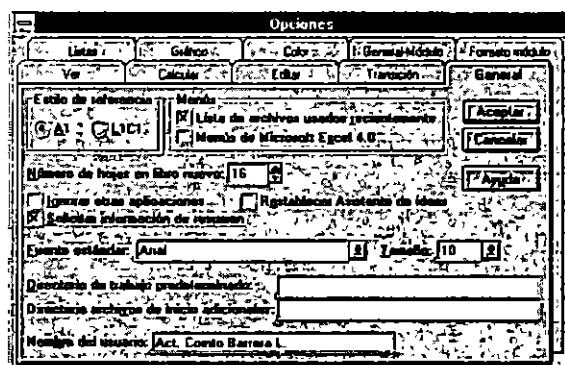 Opciones
Listas Gráfico Color General Módulo Formato módulo
Ver Calcular Editar Transición General
Estilo de referencia
A1 L1C1
Menús
Lista de archivos usados recientemente
Menús de Microsoft Excel 4.0
Aceptar
Cancelar
Ayuda
Número de hojas en libro nuevo: 16
Ignorar otras aplicaciones
Restablecer Asistente de ideas
Solicitar información de resumen
Fuente estándar: Arial Tamaño: 10
Directorio de trabajo predeterminado:
Directorio archivos de inicio adicionales:
Nombre del usuario: Act. Barrera L.